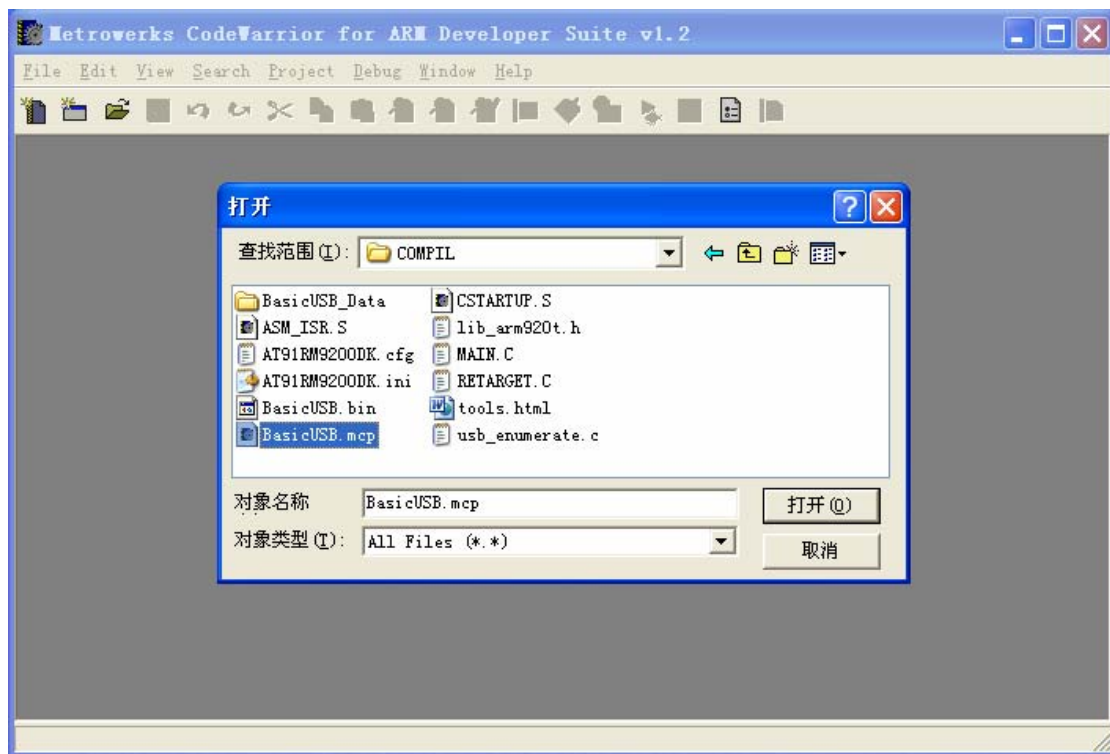 Metrowerks CodeWarrior for ARM Developer Suite v1.2
File Edit View Search Project Debug Window Help
打开
查找范围(I): COMPIL
BasicUSB_Data
ASM_ISR.S
AT91RM9200DK.cfg
AT91RM9200DK.ini
BasicUSB.bin
BasicUSB.mcp
CSTARTUP.S
lib_arm920t.h
MAIN.C
RETARGET.C
tools.html
usb_enumerate.c
对象名称 BasicUSB.mcp 打开(O)
对象类型(T): All Files (*.*) 取消